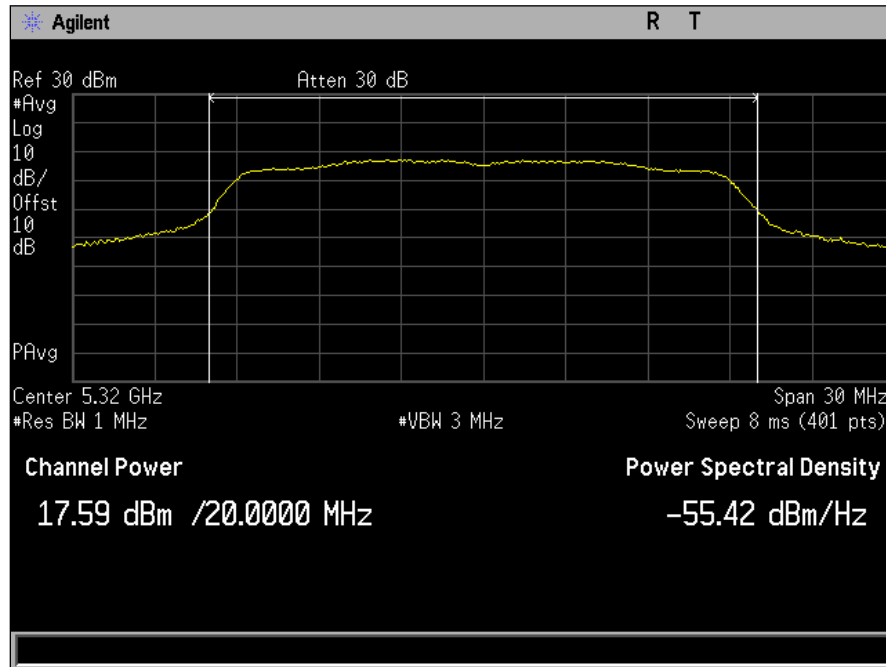 Agilent R T
Ref 30 dBm Atten 30 dB
#Avg
Log
10
dB/
Offst
10
dB
PAvg
Center 5.32 GHz Span 30 MHz
#Res BW 1 MHz #VBW 3 MHz Sweep 8 ms (401 pts)
Channel Power Power Spectral Density
17.59 dBm /20.0000 MHz -55.42 dBm/Hz